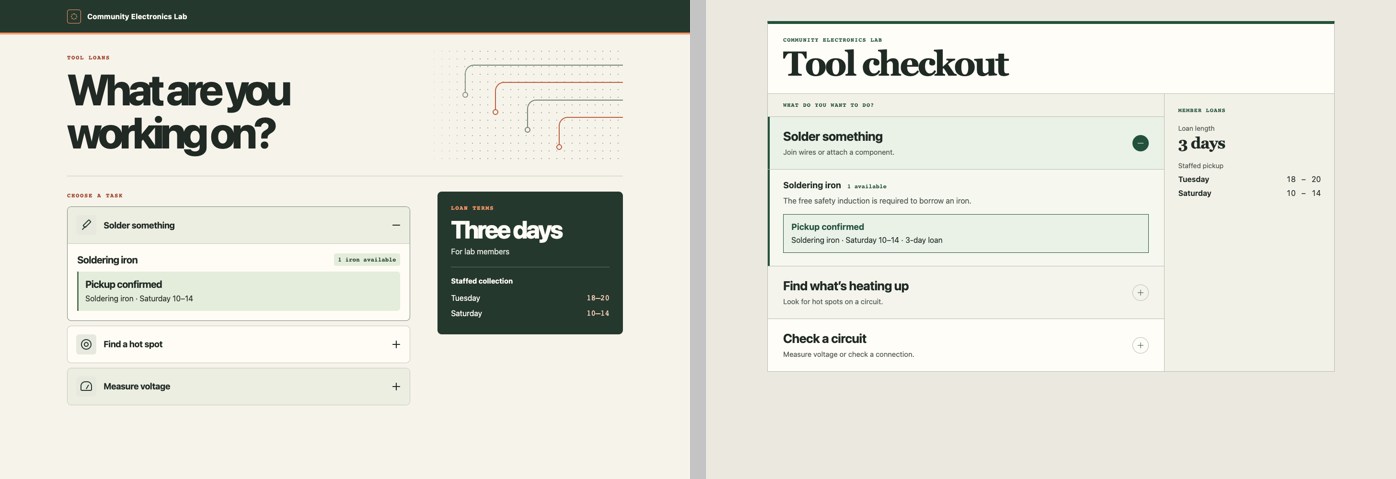 Community Electronics Lab
TOOL LOANS
What are you
working on?
CHOOSE A TASK
Solder something
Soldering iron
1 iron available
Pickup confirmed
Soldering iron · Saturday 10–14
Find a hot spot
Measure voltage
LOAN TERMS
Three days
For lab members
Staffed collection
Tuesday 18–20
Saturday 10–14
COMMUNITY ELECTRONICS LAB
Tool checkout
WHAT DO YOU WANT TO DO?
Solder something
Join wires or attach a component.
Soldering iron 1 available
The free safety induction is required to borrow an iron.
Pickup confirmed
Soldering iron · Saturday 10–14 · 3-day loan
Find what’s heating up
Look for hot spots on a circuit.
Check a circuit
Measure voltage or check a connection.
MEMBER LOANS
Loan length
3 days
Staffed pickup
Tuesday 18 – 20
Saturday 10 – 14